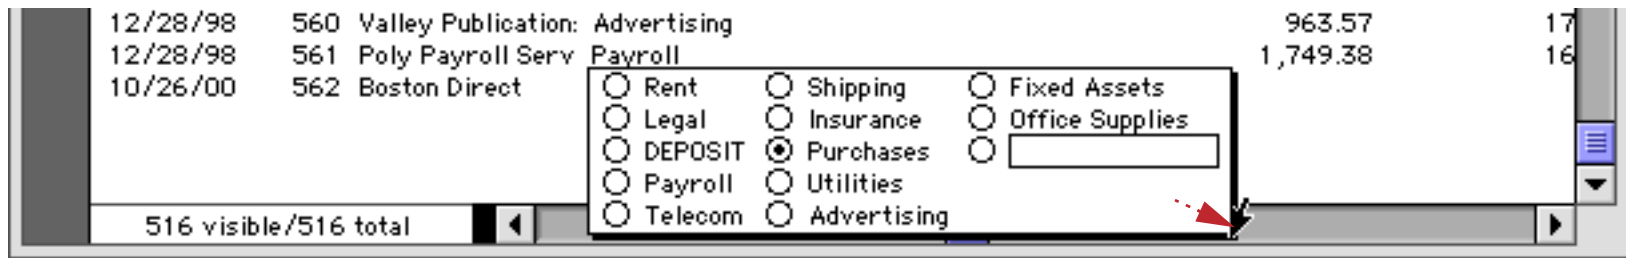 12/28/98 560 Valley Publication: Advertising 963.57 17
12/28/98 561 Poly Payroll Serv Payroll 1,749.38 16
10/26/00 562 Boston Direct
Rent Shipping Fixed Assets
Legal Insurance Office Supplies
DEPOSIT Purchases
Payroll Utilities
Telecom Advertising
516 visible/516 total